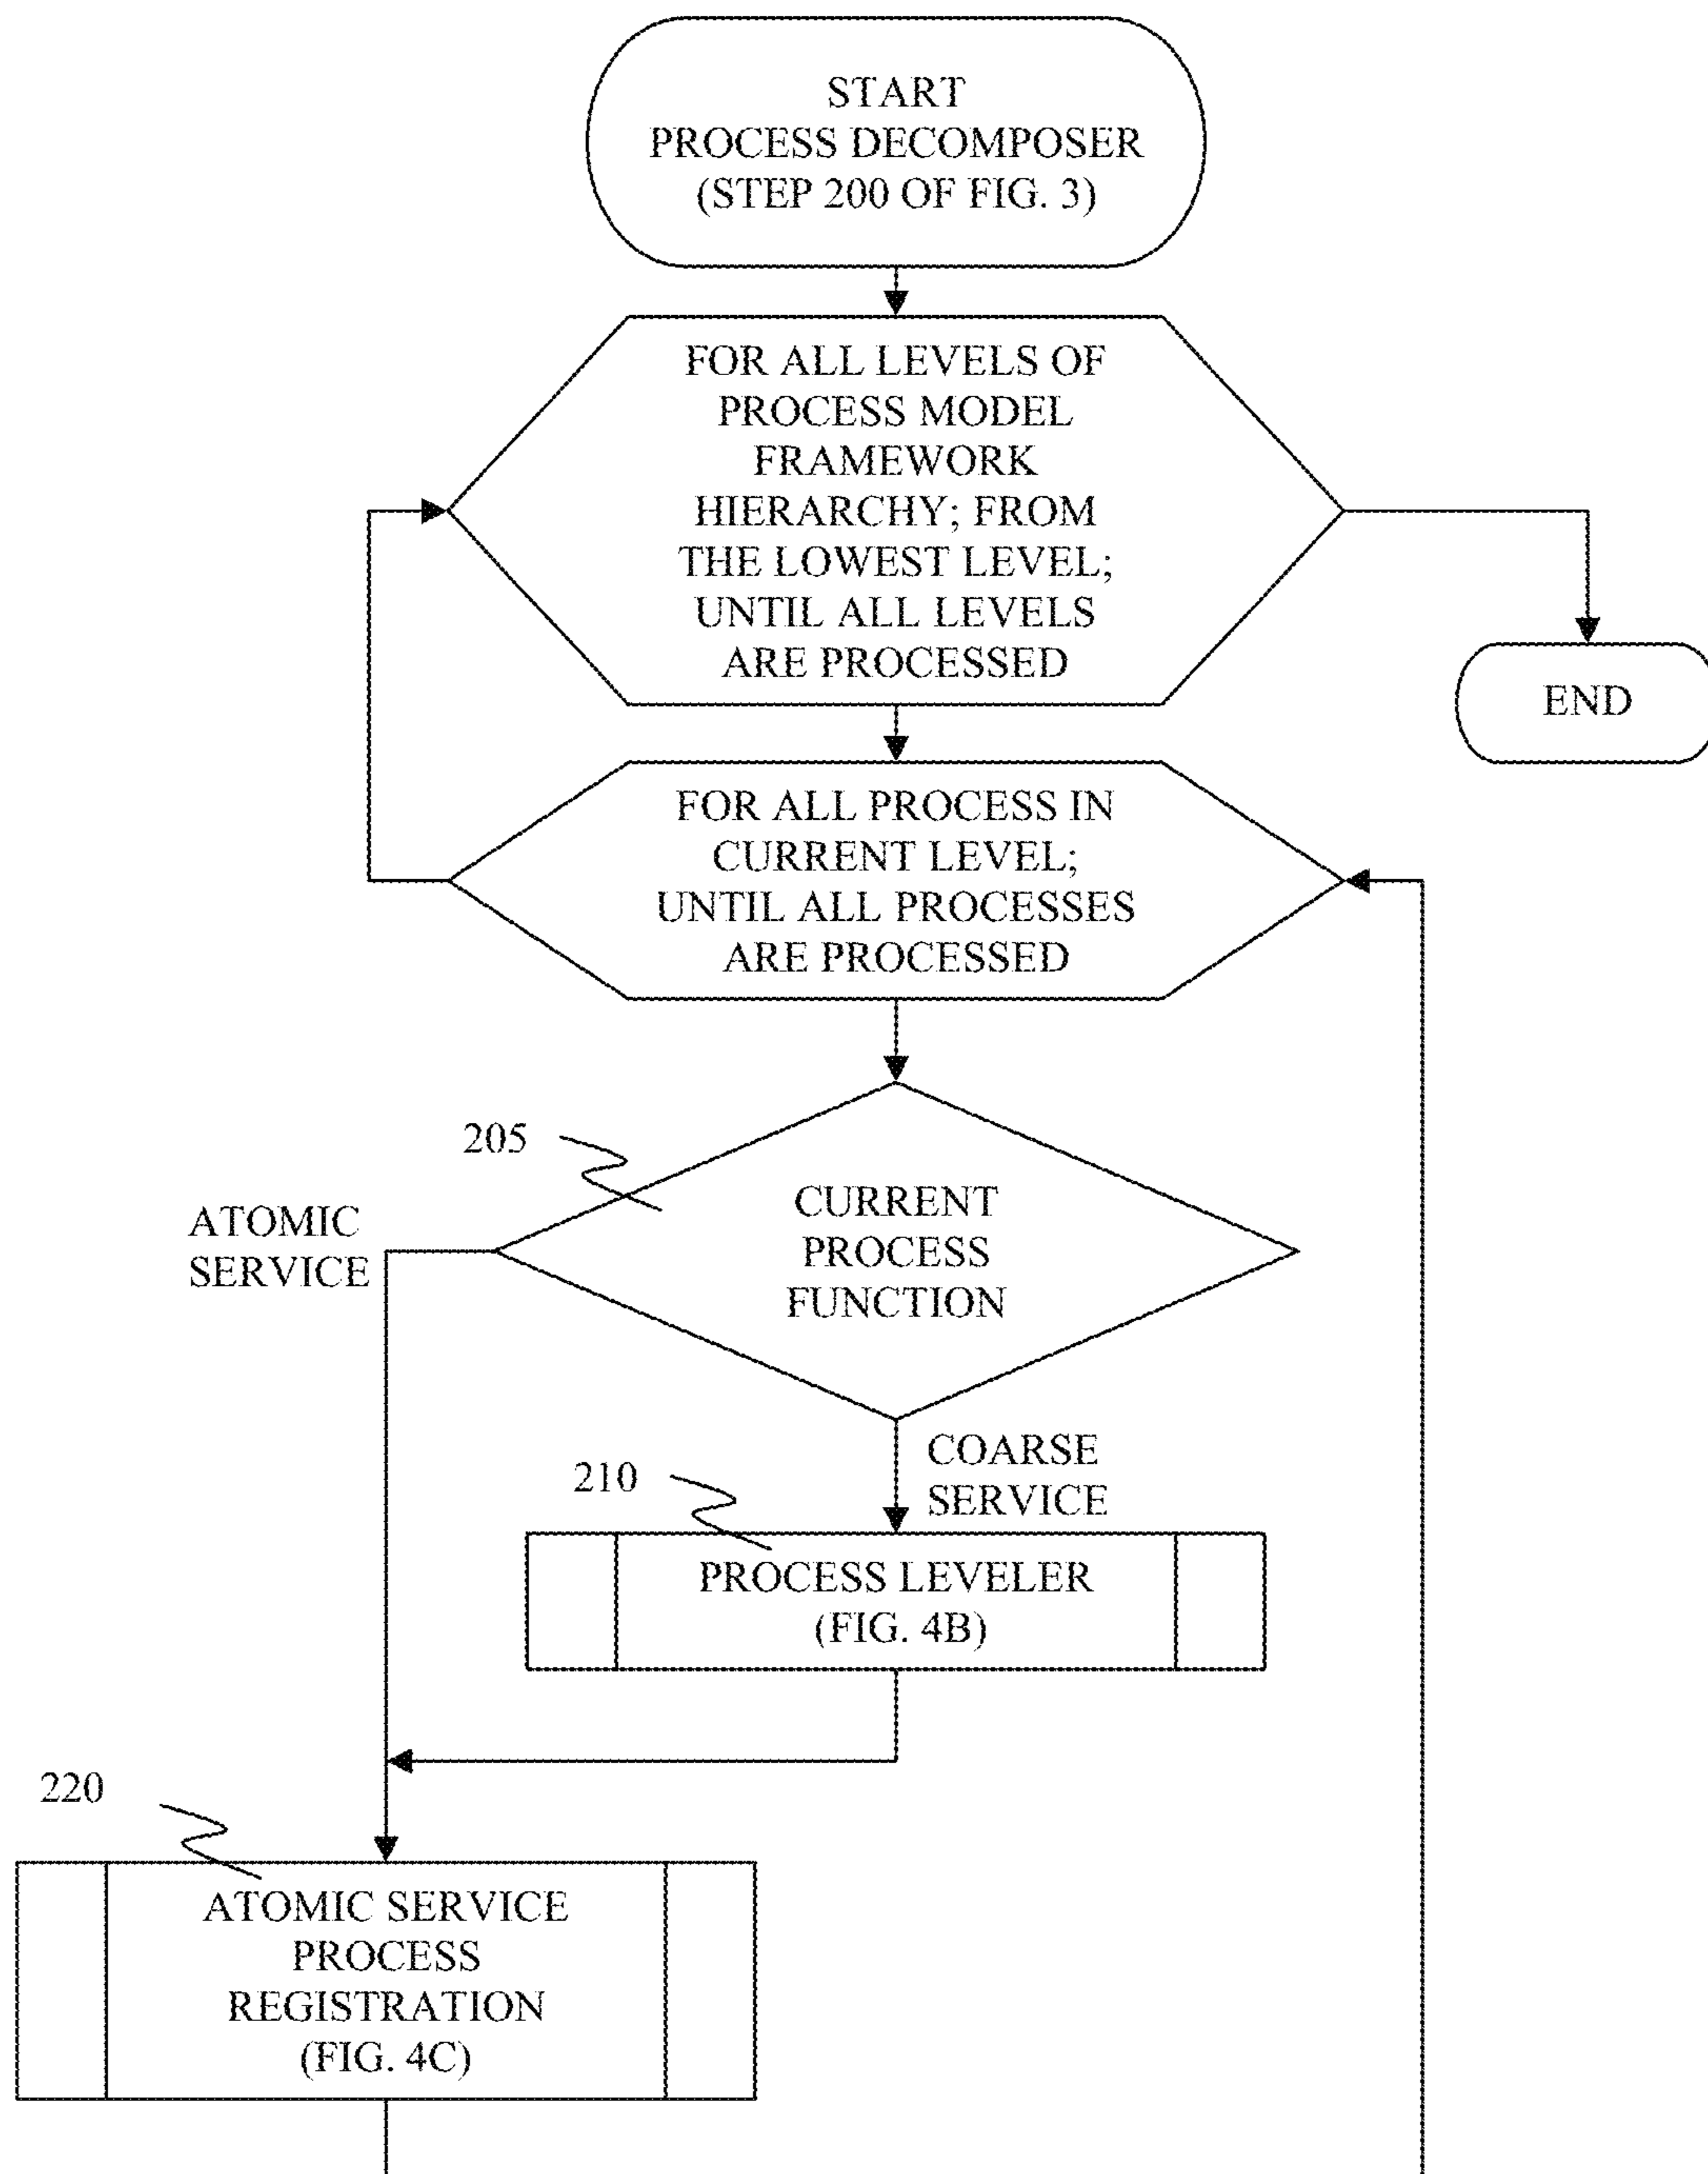 START
PROCESS DECOMPOSER
(STEP 200 OF FIG. 3)
FOR ALL LEVELS OF
PROCESS MODEL
FRAMEWORK
HIERARCHY; FROM
THE LOWEST LEVEL;
UNTIL ALL LEVELS
ARE PROCESSED
END
FOR ALL PROCESS IN
CURRENT LEVEL;
UNTIL ALL PROCESSES
ARE PROCESSED
205
CURRENT
PROCESS
FUNCTION
ATOMIC
SERVICE
COARSE
SERVICE
210
PROCESS LEVELER
(FIG. 4B)
220
ATOMIC SERVICE
PROCESS
REGISTRATION
(FIG. 4C)